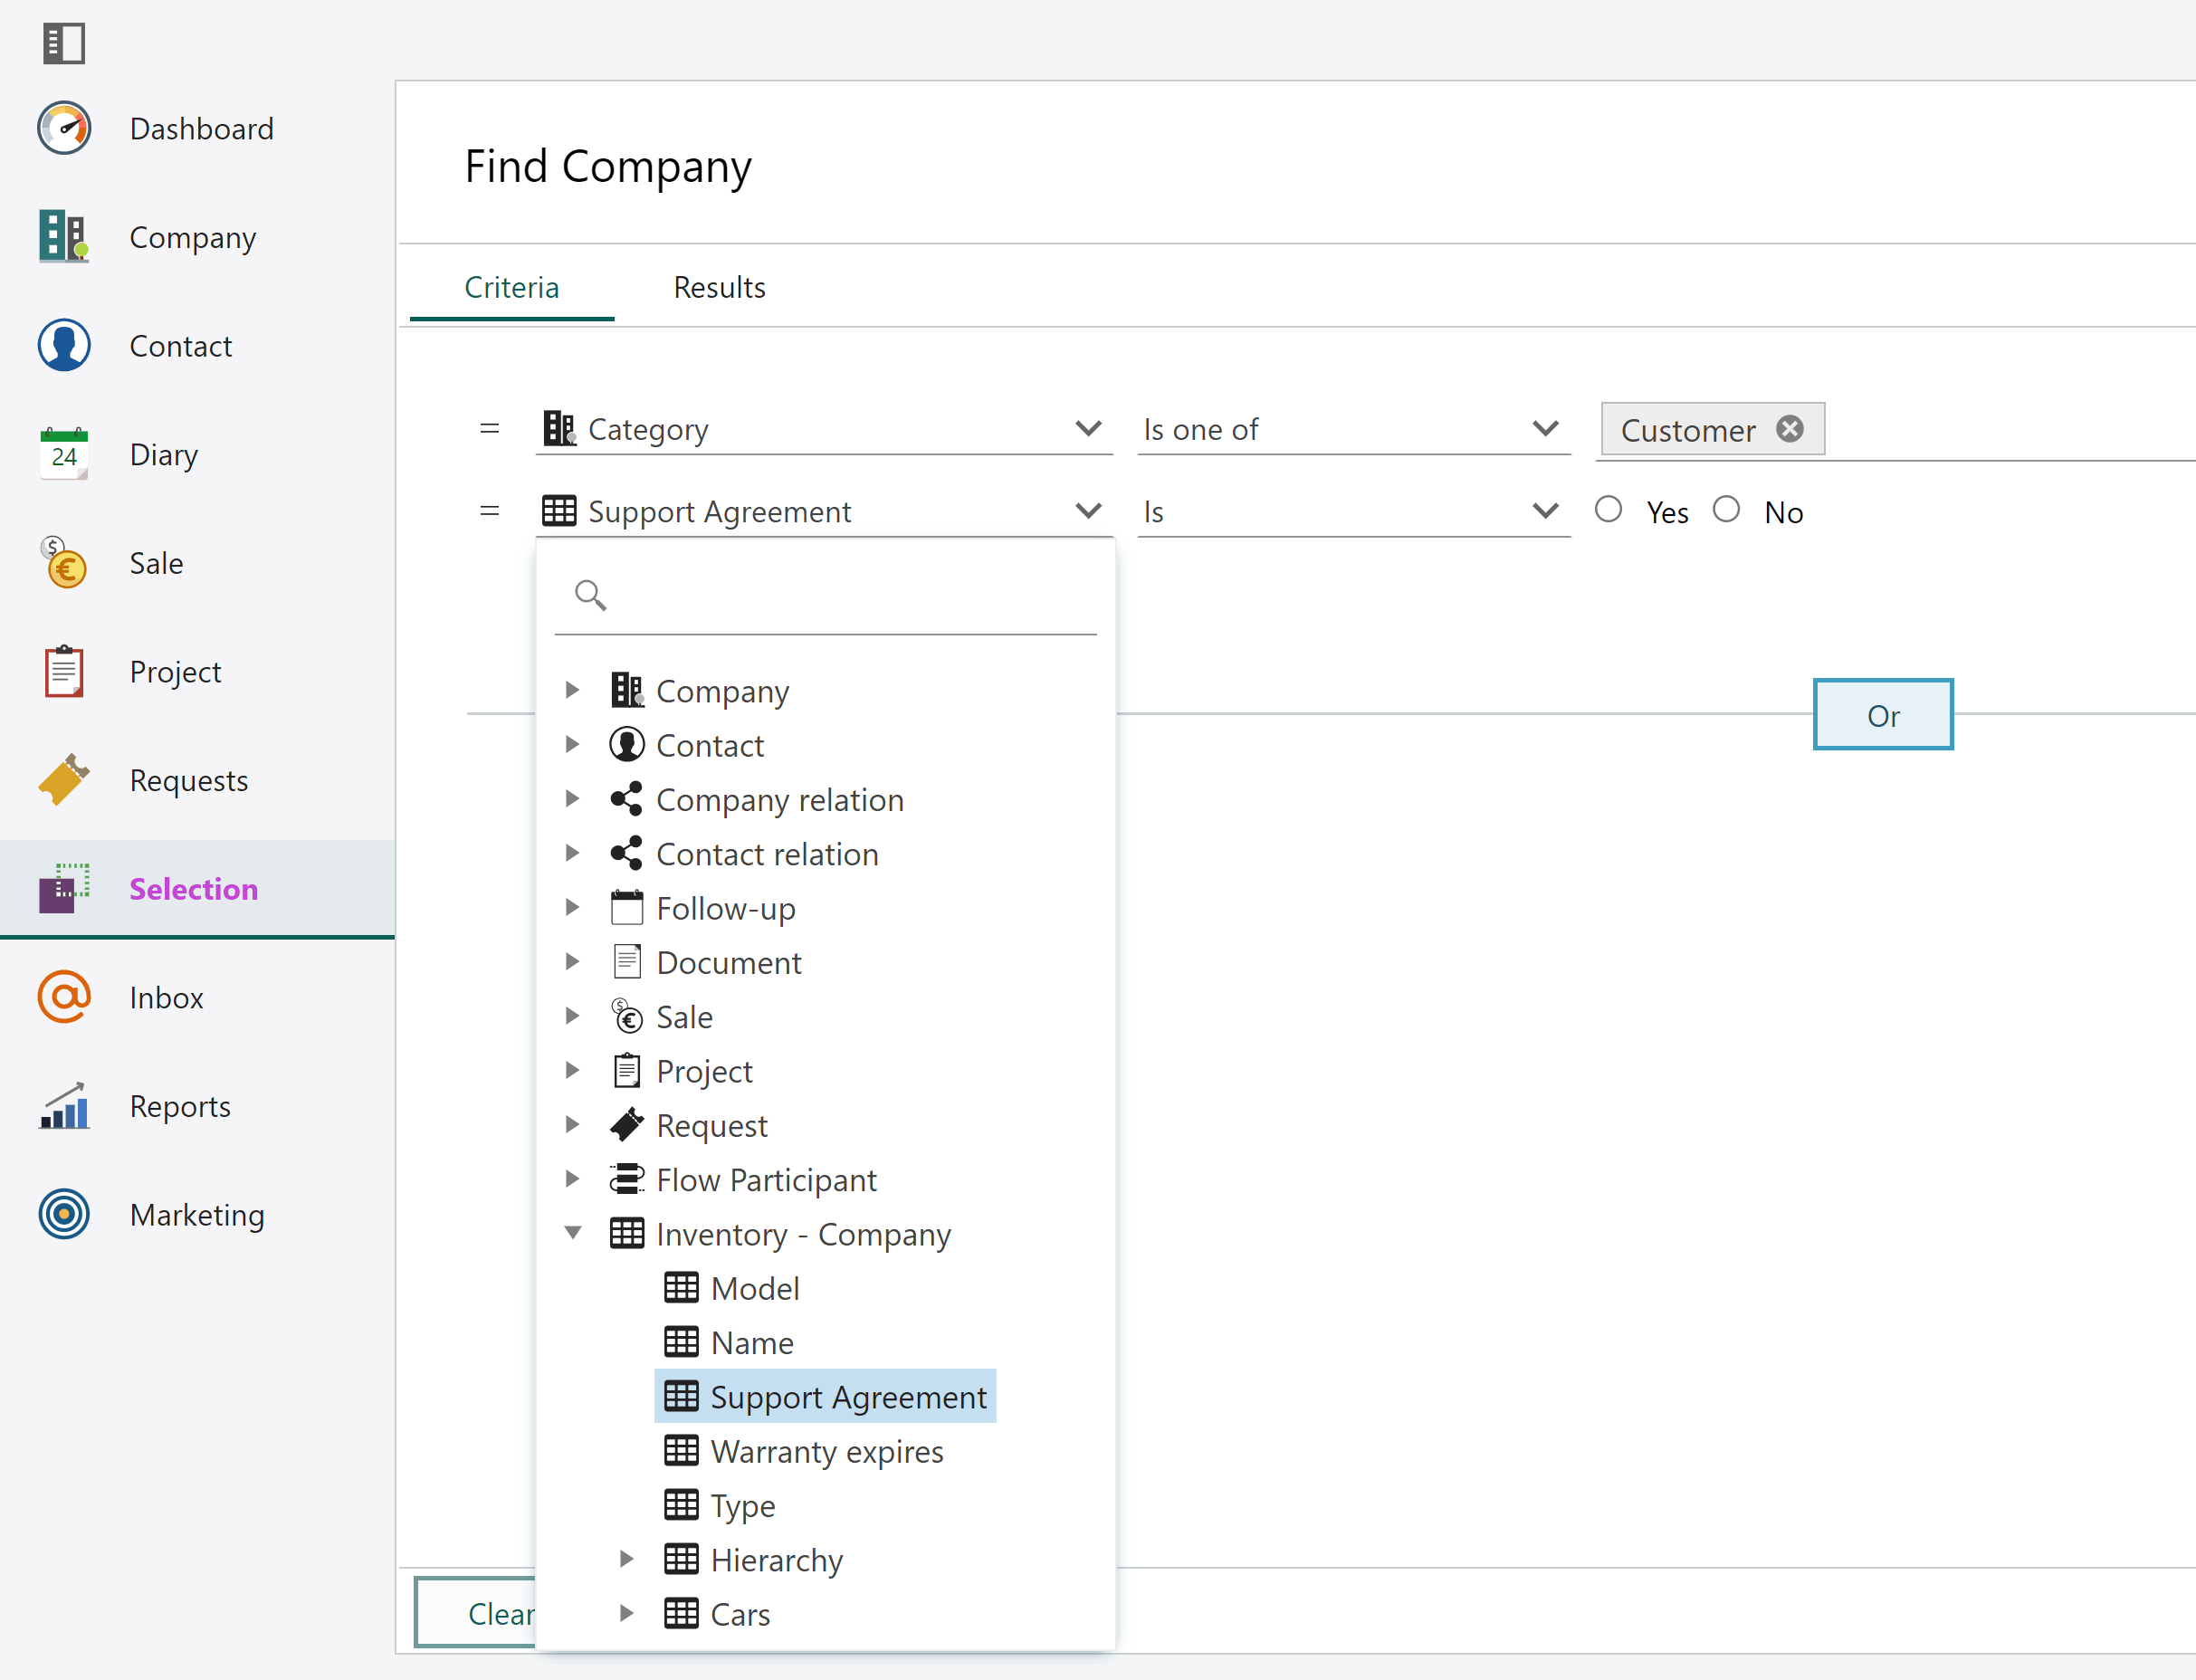 Dashboard
Company
Contact
24
Diary
Sale
Project
Requests
Selection
Inbox
Reports
Marketing
Find Company
Criteria
Results
= Category Is one of Customer
= Support Agreement Is Yes No
Company
Contact
Company relation
Contact relation
Follow-up
Document
Sale
Project
Request
Flow Participant
Inventory - Company
Model
Name
Support Agreement
Warranty expires
Type
Hierarchy
Cars
Or
Clear